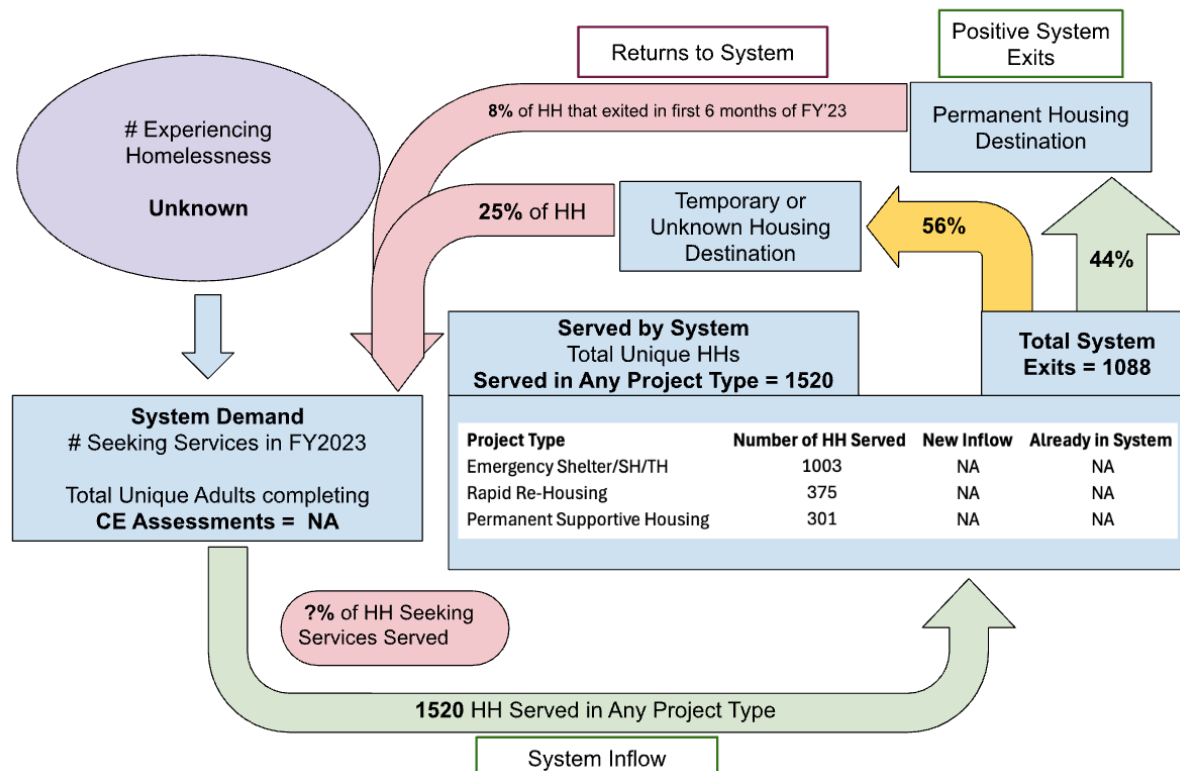 Returns to System
Positive System
Exits
# Experiencing
Homelessness
Unknown
8% of HH that exited in first 6 months of FY'23
Permanent Housing
Destination
25% of HH
Temporary or
Unknown Housing
Destination
56%
44%
Served by System
Total Unique HHs
Served in Any Project Type = 1520
Total System
Exits = 1088
System Demand
# Seeking Services in FY2023
Total Unique Adults completing
CE Assessments = NA
Project Type Number of HH Served New Inflow Already in System
Emergency Shelter/SH/TH 1003 NA NA
Rapid Re-Housing 375 NA NA
Permanent Supportive Housing 301 NA NA
?% of HH Seeking
Services Served
1520 HH Served in Any Project Type
System Inflow